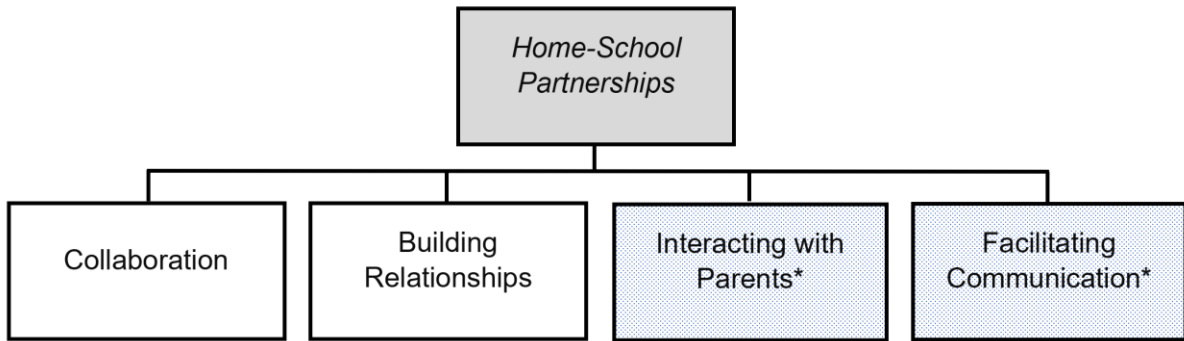 Home-School
Partnerships
Collaboration
Building
Relationships
Interacting with
Parents*
Facilitating
Communication*